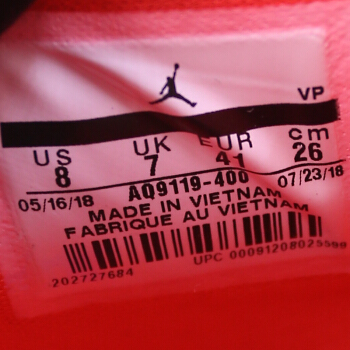 VP
US UK EUR cm
8 7 41 26
05/16/18 AQ9119-400 07/23/18
MADE IN VIETNAM
FABRIQUE AU VIETNAM
202727684 UPC